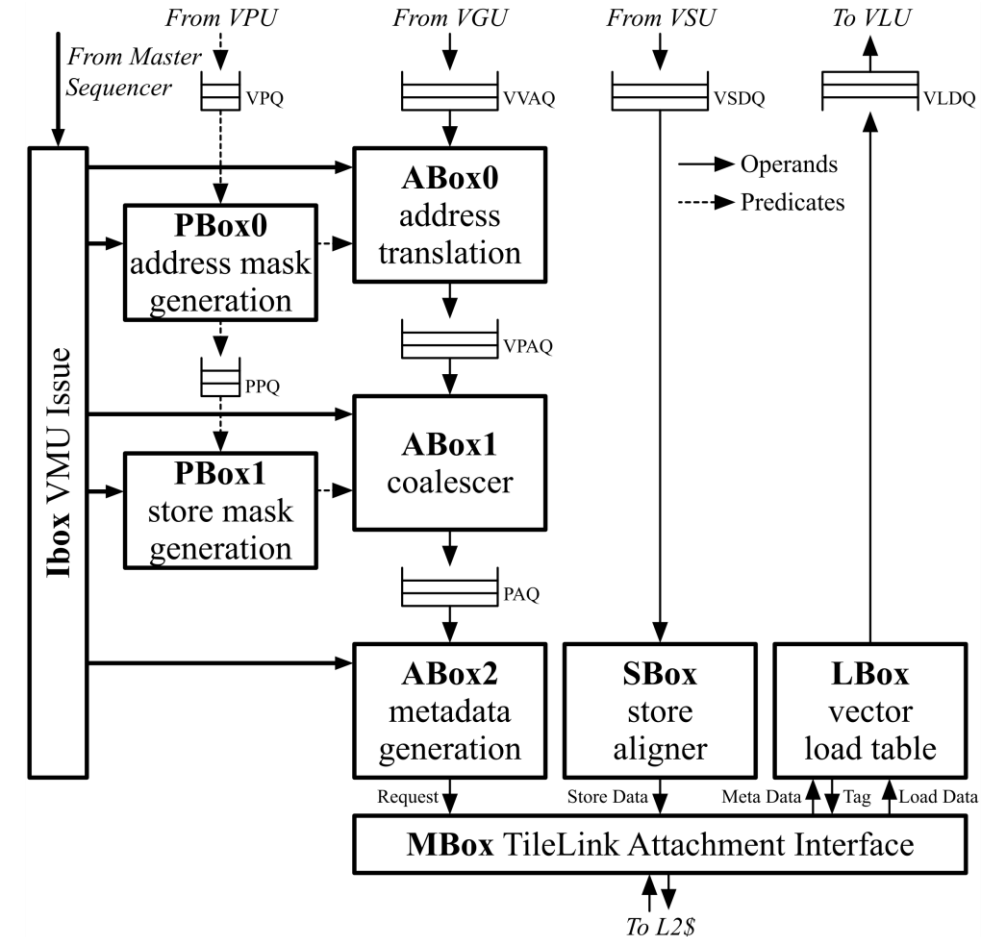 From VPU
From VGU
From VSU
To VLU
From Master
Sequencer
VPQ
VVAQ
VSDQ
VLDQ
Operands
Predicates
ABox0
address
translation
PBox0
address mask
generation
VPAQ
PPQ
Ibox VMU Issue
ABox1
coalescer
PBox1
store mask
generation
PAQ
ABox2
metadata
generation
SBox
store
aligner
LBox
vector
load table
Request
Store Data
Meta Data
Tag
Load Data
MBox TileLink Attachment Interface
To L2$